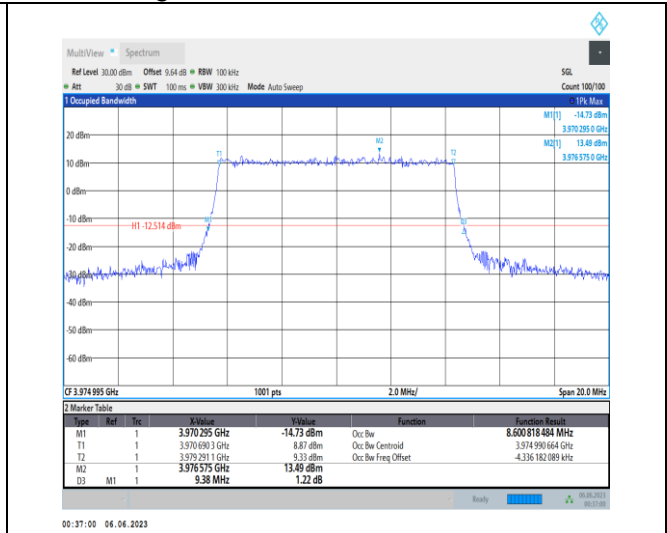 MultiView Spectrum
Ref Level 30.00 dBm Offset 9.64 dB RBW 100 kHz SGL
Att 30 dB SWT 100 ms VBW 300 kHz Mode Auto Sweep Count 100/100
1 Occupied Bandwidth 1Pk Max
M1[1] -14.73 dBm
3.970 295 0 GHz
M2[1] 13.49 dBm
3.976 575 0 GHz
20 dBm
M2
T1 T2
10 dBm
0 dBm
-10 dBm
M1 D3
H1 -12.514 dBm
-20 dBm
-30 dBm
-40 dBm
-50 dBm
-60 dBm
CF 3.974 995 GHz 1001 pts 2.0 MHz/ Span 20.0 MHz
2 Marker Table
Type Ref Trc X-Value Y-Value Function Function Result
M1 1 3.970 295 GHz -14.73 dBm Occ Bw 8.600 818 484 MHz
T1 1 3.970 690 3 GHz 8.87 dBm Occ Bw Centroid 3.974 990 664 GHz
T2 1 3.979 291 1 GHz 9.33 dBm Occ Bw Freq Offset -4.336 182 089 kHz
M2 1 3.976 575 GHz 13.49 dBm
D3 M1 1 9.38 MHz 1.22 dB
Ready 06.06.2023
00:37:00
00:37:00 06.06.2023